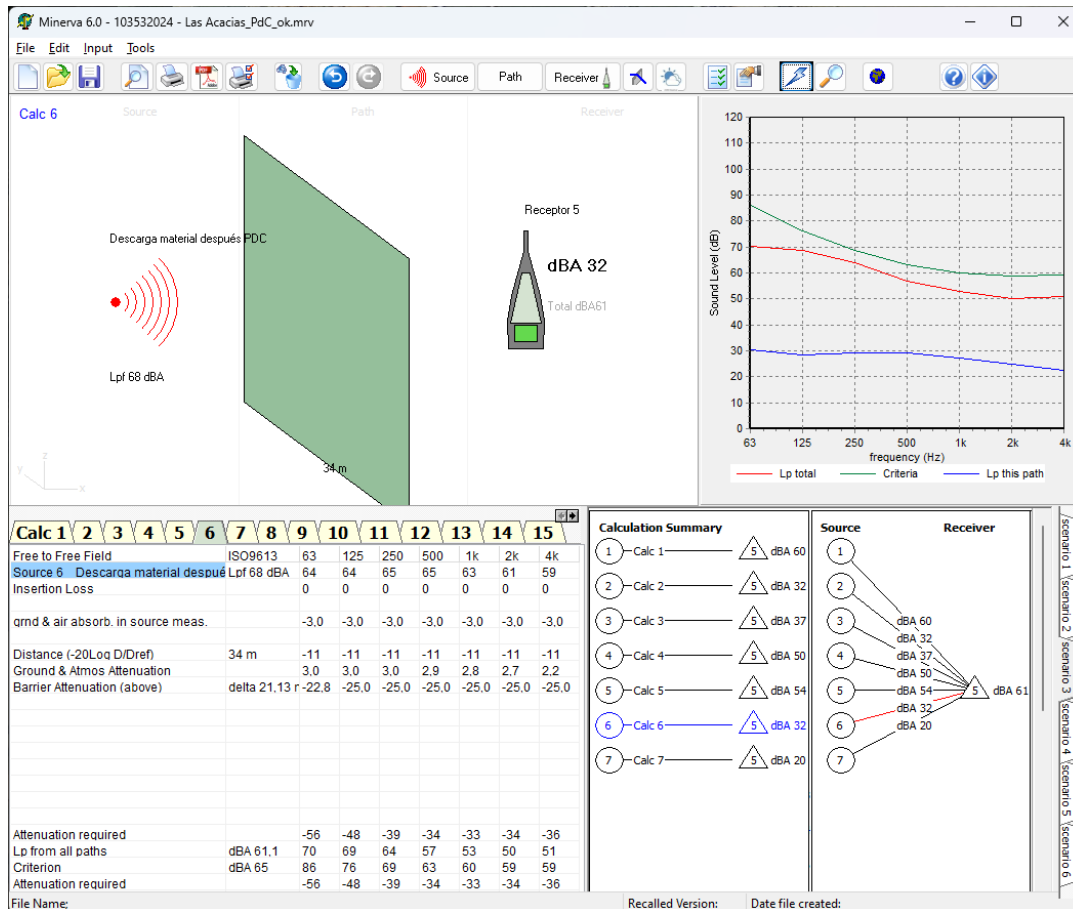 Minerva 6.0 - 103532024 - Las Acacias_PdC_ok.mrv
File Edit Input Tools
Source Path Receiver
Calc 6
Source Path Receiver
Receptor 5
Descarga material después PDC
dBA 32
Total dBA61
Lpf 68 dBA
34 m
z
y
x
120
110
100
90
80
70
60
50
40
30
20
10
0
Sound Level (dB)
63 125 250 500 1k 2k 4k
frequency (Hz)
Lp total Criteria Lp this path
Calc 1 2 3 4 5 6 7 8 9 10 11 12 13 14 15
Free to Free Field ISO9613 63 125 250 500 1k 2k 4k
Source 6 Descarga material despué Lpf 68 dBA 64 64 65 65 63 61 59
Insertion Loss 0 0 0 0 0 0 0
grnd & air absorb. in source meas. -3,0 -3,0 -3,0 -3,0 -3,0 -3,0 -3,0
Distance (-20Log D/Dref) 34 m -11 -11 -11 -11 -11 -11 -11
Ground & Atmos Attenuation 3,0 3,0 3,0 2,9 2,8 2,7 2,2
Barrier Attenuation (above) delta 21,13 r -22,8 -25,0 -25,0 -25,0 -25,0 -25,0 -25,0
Attenuation required -56 -48 -39 -34 -33 -34 -36
Lp from all paths dBA 61,1 70 69 64 57 53 50 51
Criterion dBA 65 86 76 69 63 60 59 59
Attenuation required -56 -48 -39 -34 -33 -34 -36
Calculation Summary
1 Calc 1 5 dBA 60
2 Calc 2 5 dBA 32
3 Calc 3 5 dBA 37
4 Calc 4 5 dBA 50
5 Calc 5 5 dBA 54
6 Calc 6 5 dBA 32
7 Calc 7 5 dBA 20
Source Receiver
1
2 dBA 60
3 dBA 32
dBA 37
4 dBA 50
5 dBA 54 5 dBA 61
6 dBA 32
dBA 20
7
scenario 1
scenario 2
scenario 3
scenario 4
scenario 5
scenario 6
File Name; Recalled Version: Date file created: